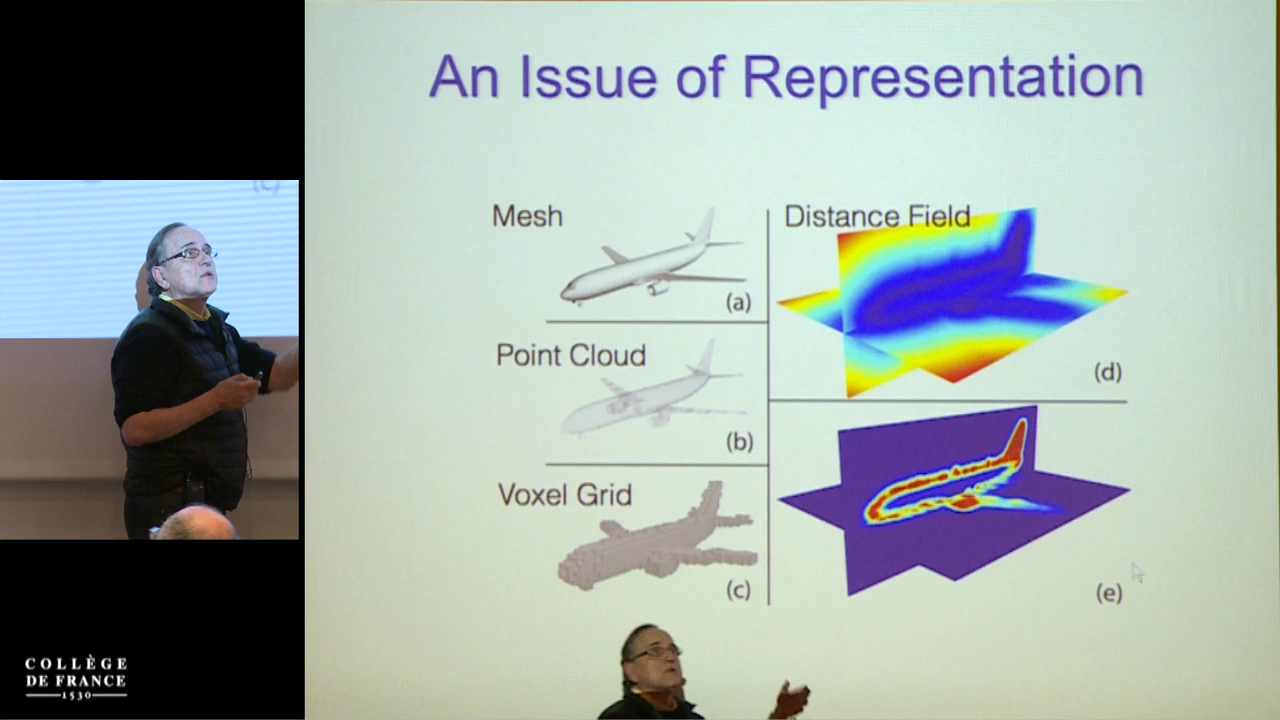 An Issue of Representation
Mesh
(a)
Point Cloud
(b)
Voxel Grid
(c)
Distance Field
(d)
(e)
COLLÈGE
DE FRANCE
1530